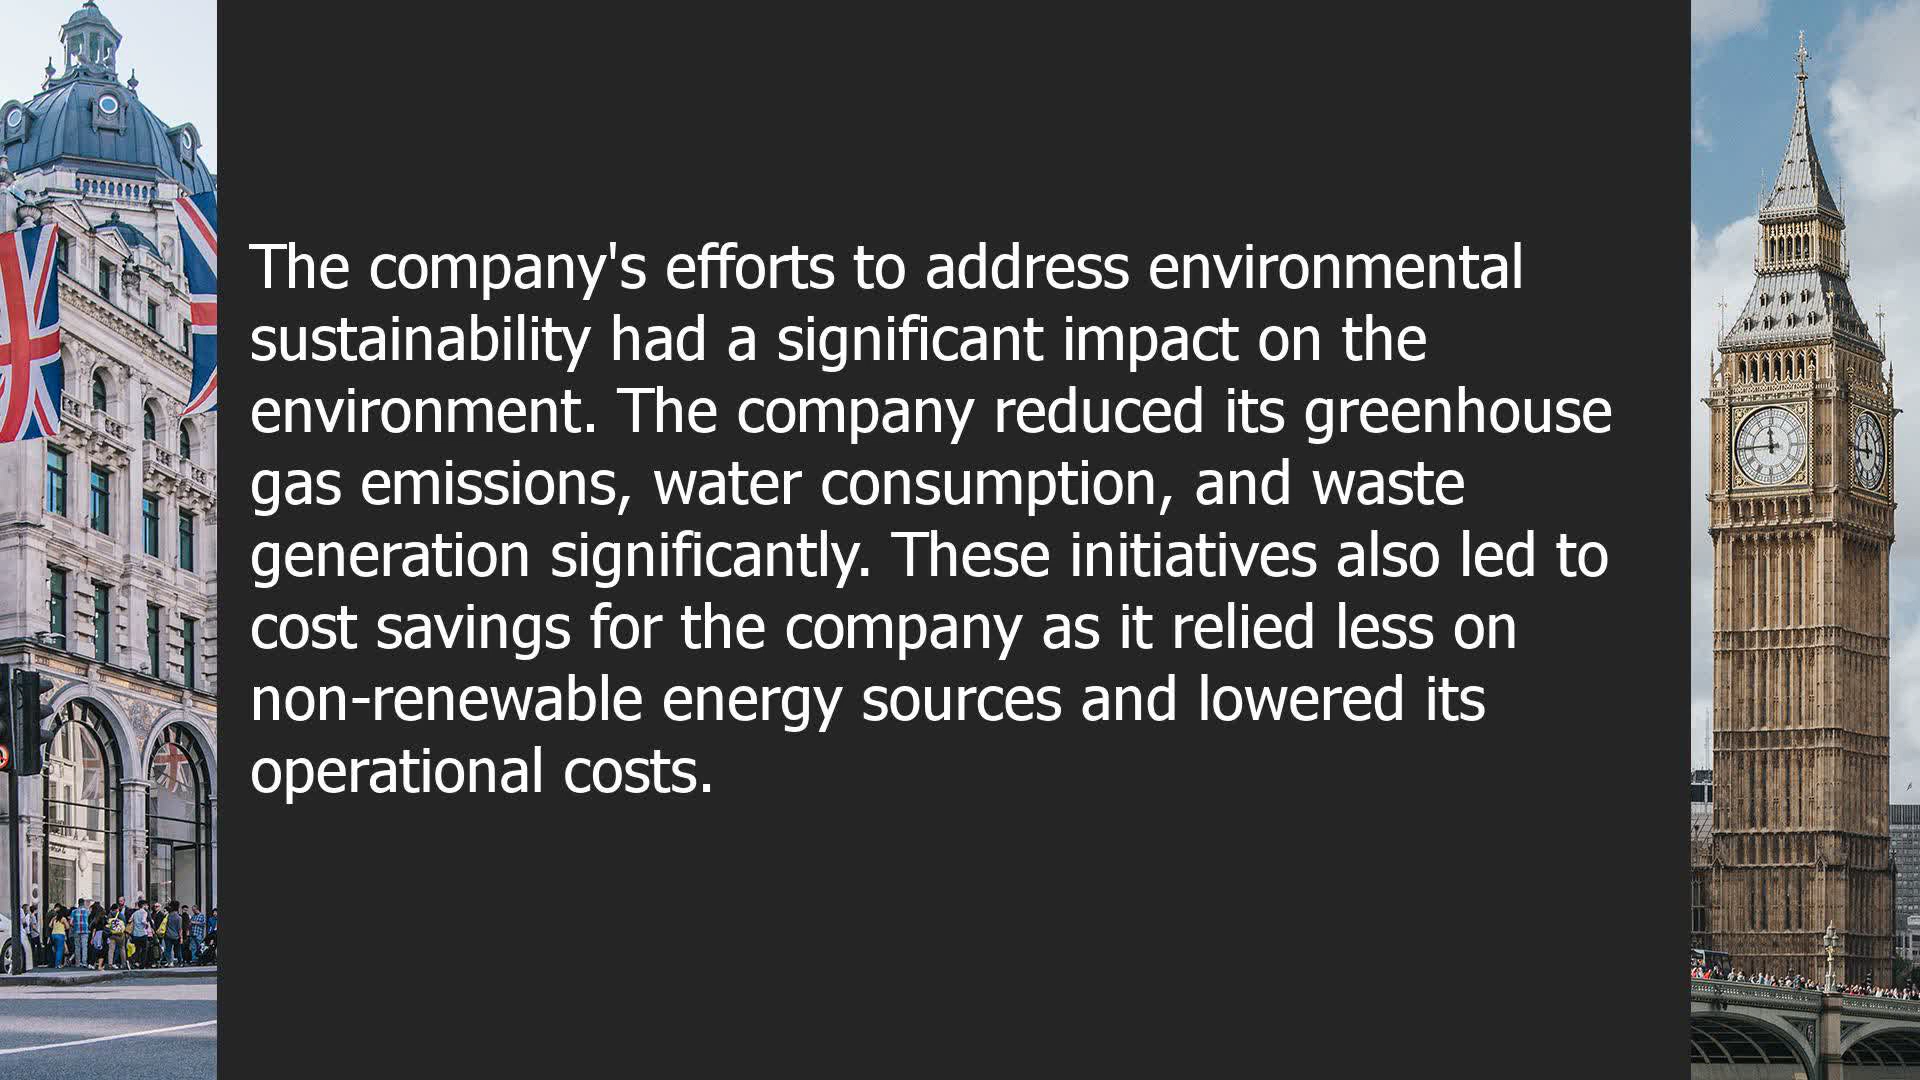 The company's efforts to address environmental
sustainability had a significant impact on the
environment. The company reduced its greenhouse
gas emissions, water consumption, and waste
generation significantly. These initiatives also led to
cost savings for the company as it relied less on
non-renewable energy sources and lowered its
operational costs.